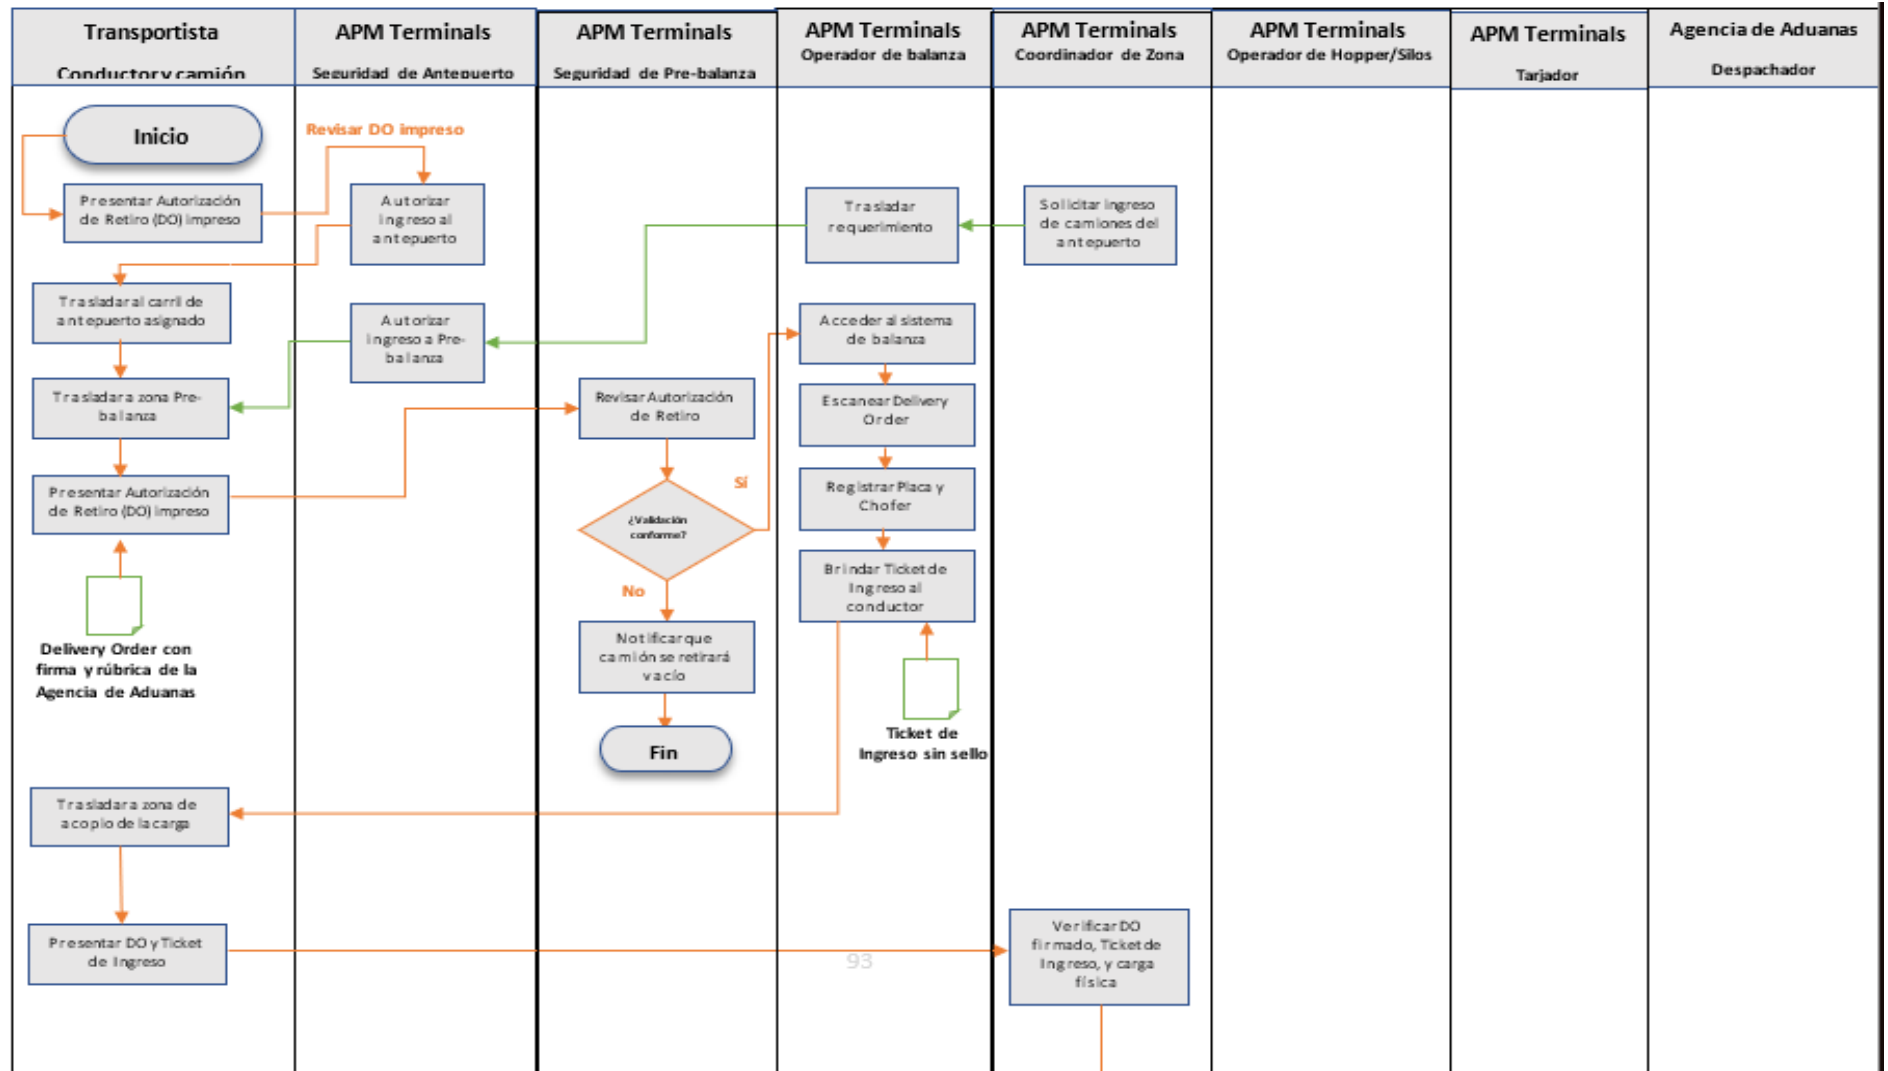 Transportista
Conductor y camión
APM Terminals
Seguridad de Antepuerto
APM Terminals
Seguridad de Pre-balanza
APM Terminals
Operador de balanza
APM Terminals
Coordinador de Zona
APM Terminals
Operador de Hopper/Silos
APM Terminals
Tarjador
Agencia de Aduanas
Despachador
Inicio
Revisar DO impreso
Presentar Autorización
de Retiro (DO) impreso
Autorizar
ingreso al
antepuerto
Trasladar
requerimiento
Solicitar ingreso
de camiones del
antepuerto
Trasladar al carril de
antepuerto asignado
Autorizar
ingreso a Pre-
balanza
Acceder al sistema
de balanza
Trasladar a zona Pre-
balanza
Revisar Autorización
de Retiro
Escanear Delivery
Order
Presentar Autorización
de Retiro (DO) impreso
Sí
Registrar Placa y
Chofer
¿Validación
conforme?
No
Brindar Ticket de
Ingreso al
conductor
Delivery Order con
firma y rúbrica de la
Agencia de Aduanas
Notificar que
camión se retirará
vacío
Fin
Ticket de
Ingreso sin sello
Trasladar a zona de
acopio de la carga
Presentar DO y Ticket
de Ingreso
Verificar DO
firmado, Ticket de
Ingreso, y carga
física
93